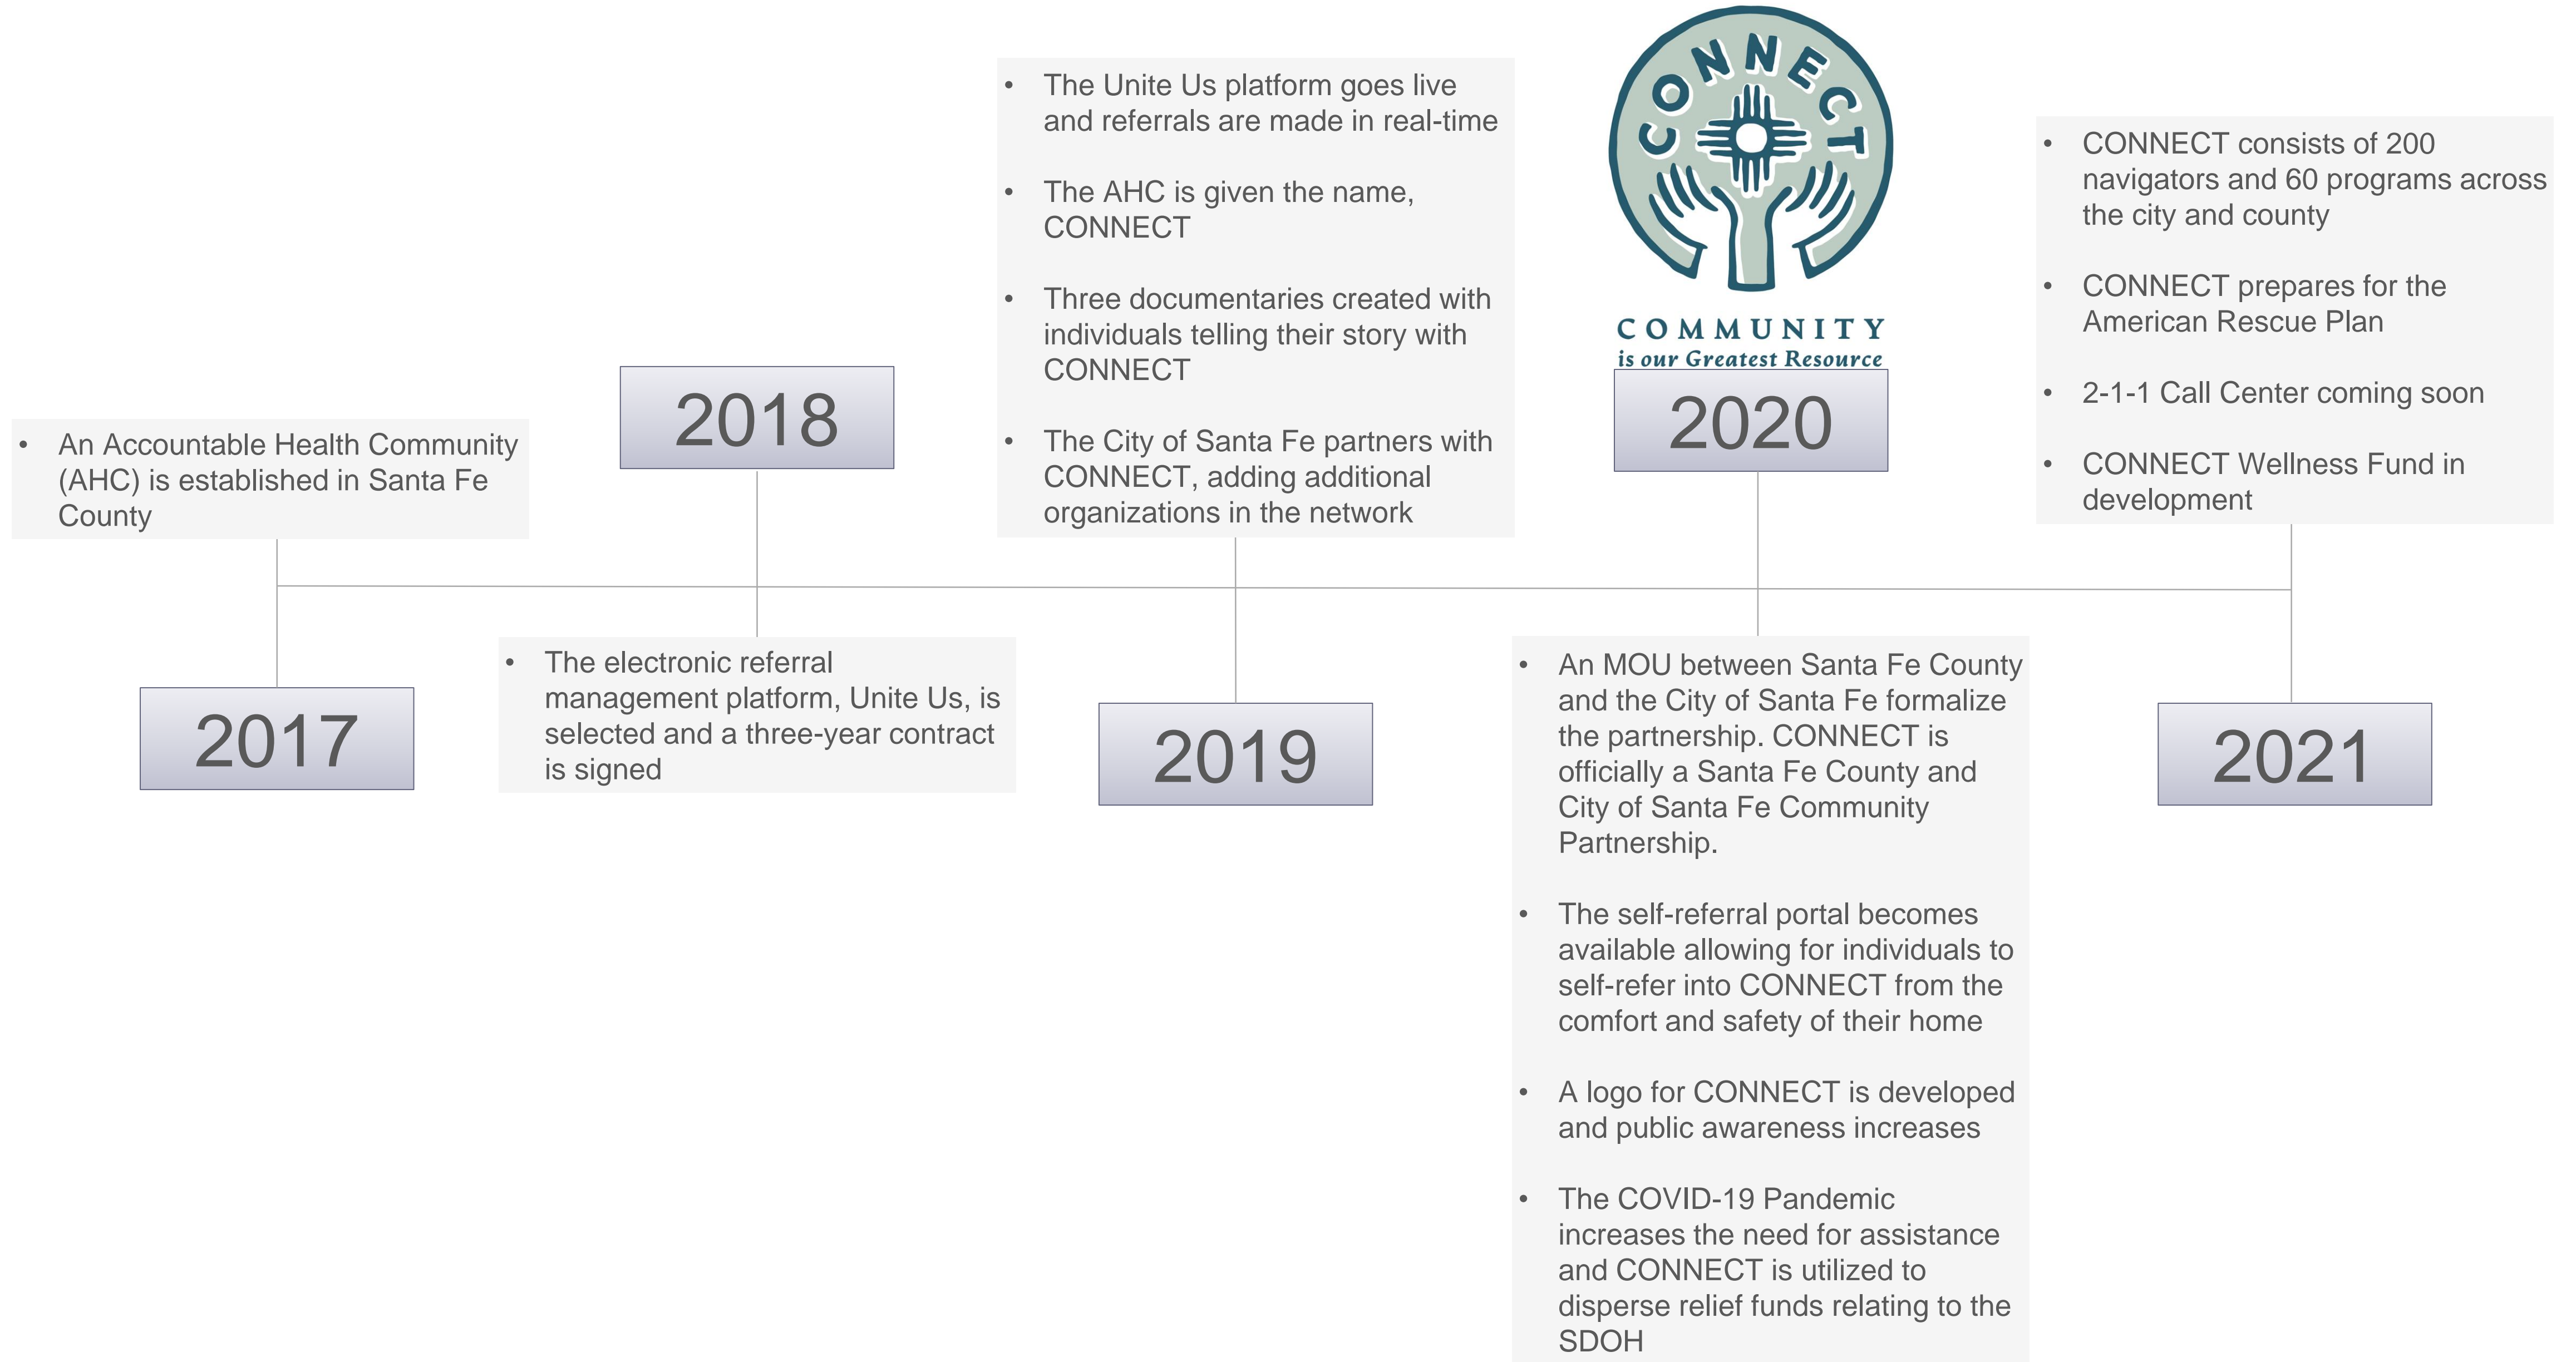 • An Accountable Health Community
(AHC) is established in Santa Fe
County
2017
2018
• The electronic referral
management platform, Unite Us, is
selected and a three-year contract
is signed
• The Unite Us platform goes live
and referrals are made in real-time
• The AHC is given the name,
CONNECT
• Three documentaries created with
individuals telling their story with
CONNECT
• The City of Santa Fe partners with
CONNECT, adding additional
organizations in the network
2019
CONNECT
COMMUNITY
is our Greatest Resource
2020
• An MOU between Santa Fe County
and the City of Santa Fe formalize
the partnership. CONNECT is
officially a Santa Fe County and
City of Santa Fe Community
Partnership.
• The self-referral portal becomes
available allowing for individuals to
self-refer into CONNECT from the
comfort and safety of their home
• A logo for CONNECT is developed
and public awareness increases
• The COVID-19 Pandemic
increases the need for assistance
and CONNECT is utilized to
disperse relief funds relating to the
SDOH
• CONNECT consists of 200
navigators and 60 programs across
the city and county
• CONNECT prepares for the
American Rescue Plan
• 2-1-1 Call Center coming soon
• CONNECT Wellness Fund in
development
2021